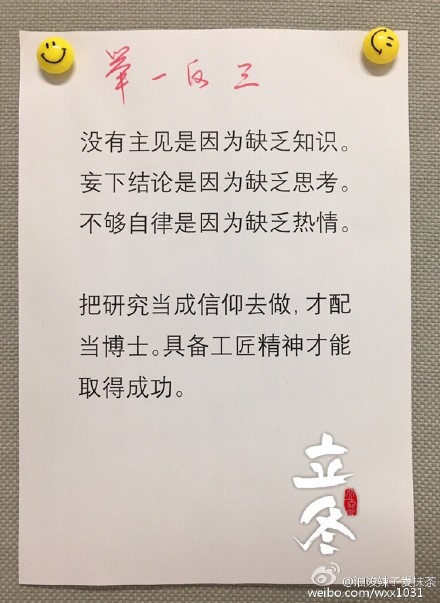 举一反三
没有主见是因为缺乏知识。
妄下结论是因为缺乏思考。
不够自律是因为缺乏热情。
把研究当成信仰去做,才配
当博士。具备工匠精神才能
取得成功。
立冬
@泪凌辣子爱抹茶
weibo.com/wxx1031